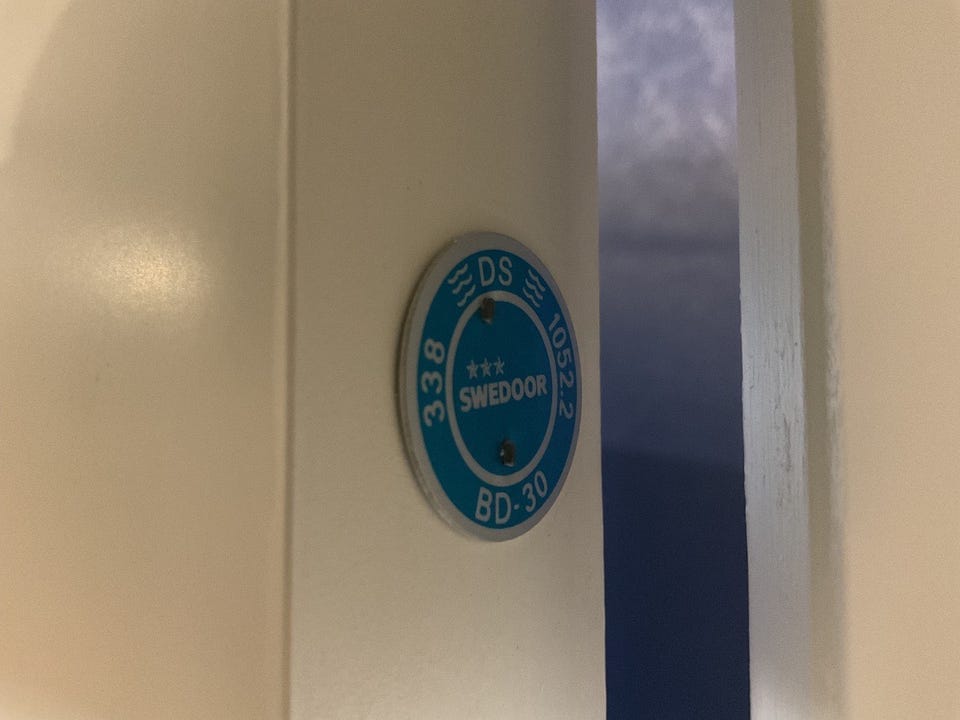 DS
1052.2
338
SWEDOOR
BD-30